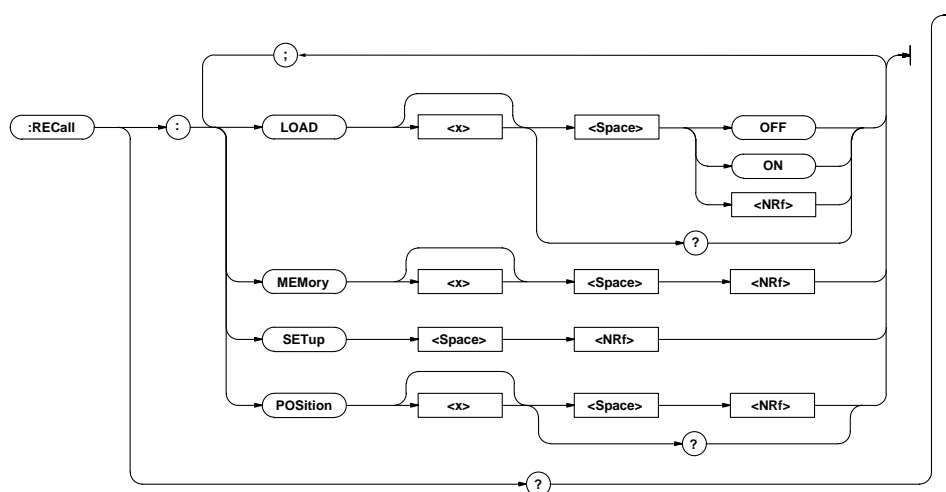 ;
:RECall : LOAD <x> <Space> OFF
ON
<NRf>
?
MEMory <x> <Space> <NRf>
SETup <Space> <NRf>
POSition <x> <Space> <NRf>
?
?